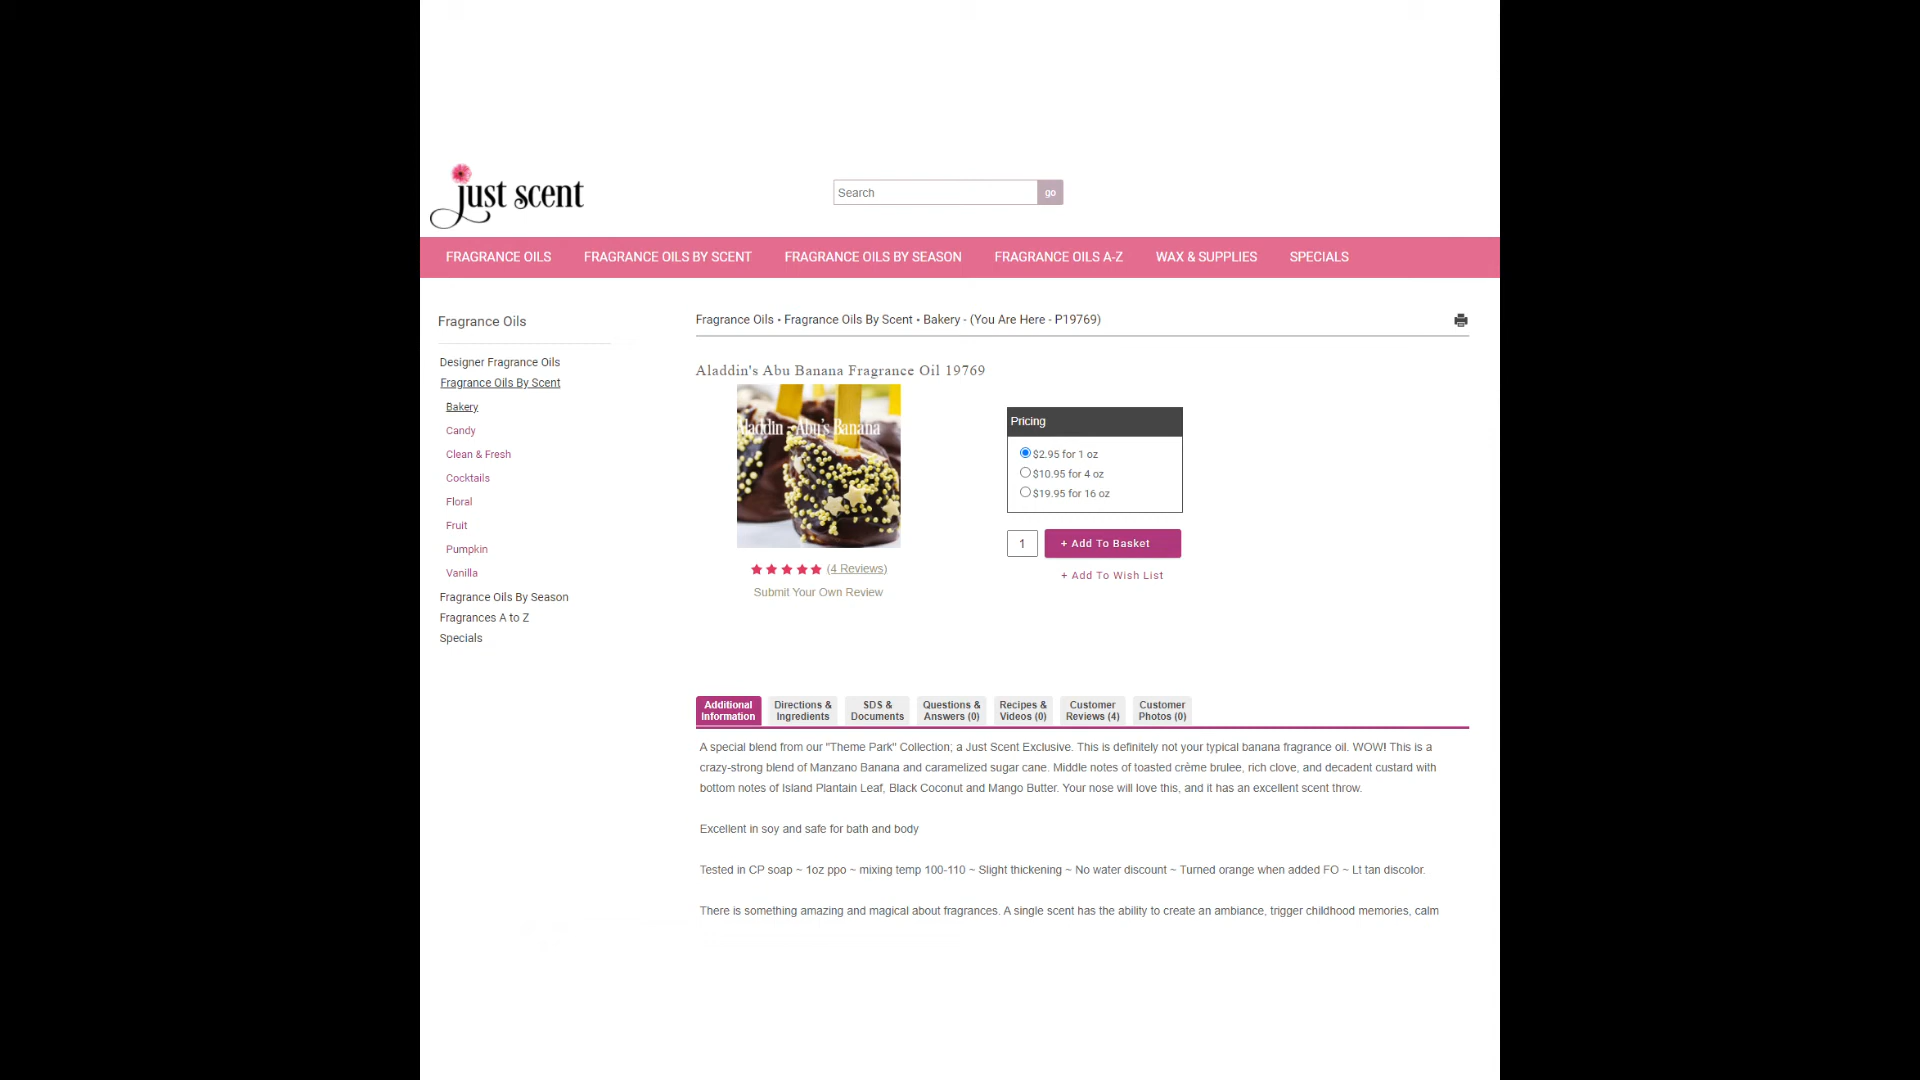 just scent
Search
go
FRAGRANCE OILS
FRAGRANCE OILS BY SCENT
FRAGRANCE OILS BY SEASON
FRAGRANCE OILS A-Z
WAX & SUPPLIES
SPECIALS
Fragrance Oils
Designer Fragrance Oils
Fragrance Oils By Scent
Bakery
Candy
Clean & Fresh
Cocktails
Floral
Fruit
Pumpkin
Vanilla
Fragrance Oils By Season
Fragrances A to Z
Specials
Fragrance Oils • Fragrance Oils By Scent • Bakery - (You Are Here - P19769)
Aladdin's Abu Banana Fragrance Oil 19769
Aladdin - Abu's Banana
(4 Reviews)
Submit Your Own Review
Pricing
$2.95 for 1 oz
$10.95 for 4 oz
$19.95 for 16 oz
1
+ Add To Basket
+ Add To Wish List
Additional Information
Directions & Ingredients
SDS & Documents
Questions & Answers (0)
Recipes & Videos (0)
Customer Reviews (4)
Customer Photos (0)
A special blend from our "Theme Park" Collection; a Just Scent Exclusive. This is definitely not your typical banana fragrance oil. WOW! This is a
crazy-strong blend of Manzano Banana and caramelized sugar cane. Middle notes of toasted crème brulee, rich clove, and decadent custard with
bottom notes of Island Plantain Leaf, Black Coconut and Mango Butter. Your nose will love this, and it has an excellent scent throw.
Excellent in soy and safe for bath and body
Tested in CP soap ~ 1oz ppo ~ mixing temp 100-110 ~ Slight thickening ~ No water discount ~ Turned orange when added FO ~ Lt tan discolor.
There is something amazing and magical about fragrances. A single scent has the ability to create an ambiance, trigger childhood memories, calm